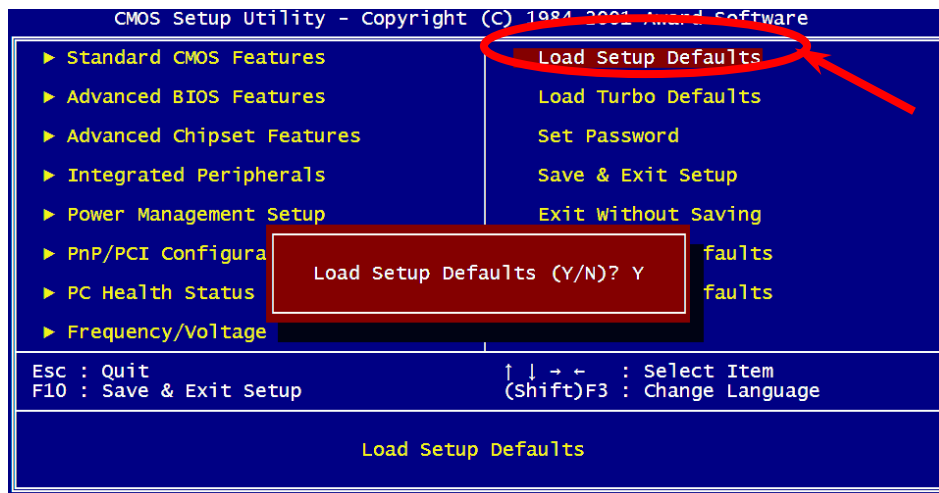 CMOS Setup Utility - Copyright (C) 1984-2001 Award Software
► Standard CMOS Features
► Advanced BIOS Features
► Advanced Chipset Features
► Integrated Peripherals
► Power Management Setup
► PnP/PCI Configura
► PC Health Status
► Frequency/Voltage
Load Setup Defaults
Load Turbo Defaults
Set Password
Save & Exit Setup
Exit Without Saving
faults
faults
Load Setup Defaults (Y/N)? Y
Esc : Quit
F10 : Save & Exit Setup
↑ ↓ → ← : Select Item
(Shift)F3 : Change Language
Load Setup Defaults